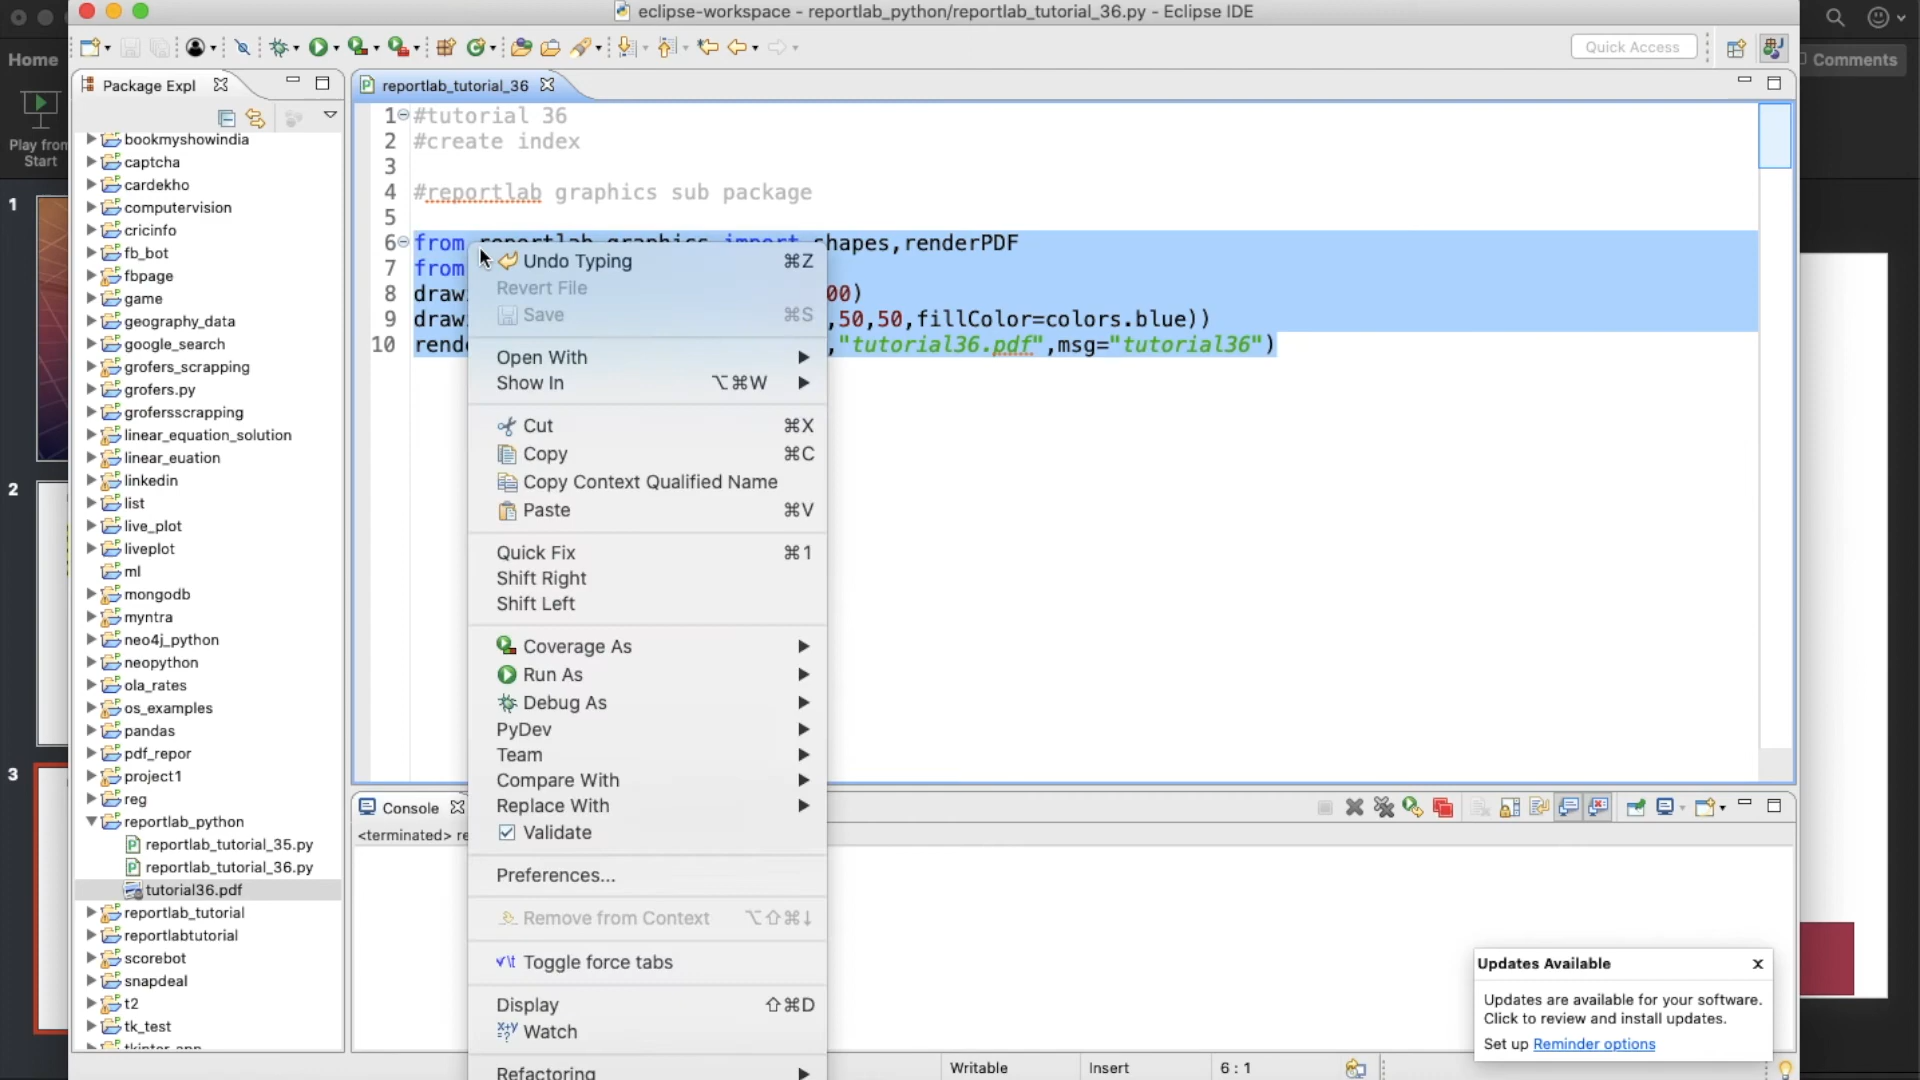 eclipse-workspace - reportlab_python/reportlab_tutorial_36.py - Eclipse IDE
Home
Comments
Quick Access
Play from
Start
Package Expl
reportlab_tutorial_36
1 #tutorial 36
2 #create index
3
4 #reportlab graphics sub package
5
6 from reportlab.graphics import shapes,renderPDF
7 from
8 00)
9 ,50,50,fillColor=colors.blue))
10 ,"tutorial36.pdf",msg="tutorial36")
bookmyshowindia
captcha
cardekho
computervision
cricinfo
fb_bot
fbpage
game
geography_data
google_search
grofers_scrapping
grofers.py
grofersscrapping
linear_equation_solution
linear_euation
linkedin
list
live_plot
liveplot
ml
mongodb
myntra
neo4j_python
neopython
ola_rates
os_examples
pandas
pdf_repor
project1
reg
reportlab_python
reportlab_tutorial_35.py
reportlab_tutorial_36.py
tutorial36.pdf
reportlab_tutorial
reportlabtutorial
scorebot
snapdeal
t2
tk_test
1
2
3
Undo Typing ⌘Z
Revert File
Save ⌘S
Open With
Show In ⌥⌘W
Cut ⌘X
Copy ⌘C
Copy Context Qualified Name
Paste ⌘V
Quick Fix ⌘1
Shift Right
Shift Left
Coverage As
Run As
Debug As
PyDev
Team
Compare With
Replace With
Validate
Preferences...
Remove from Context ⌥⇧⌘↓
Toggle force tabs
Display ⇧⌘D
Watch
Refactoring
Console
<terminated> re
Updates Available x
Updates are available for your software.
Click to review and install updates.
Set up Reminder options
Writable
Insert
6 : 1